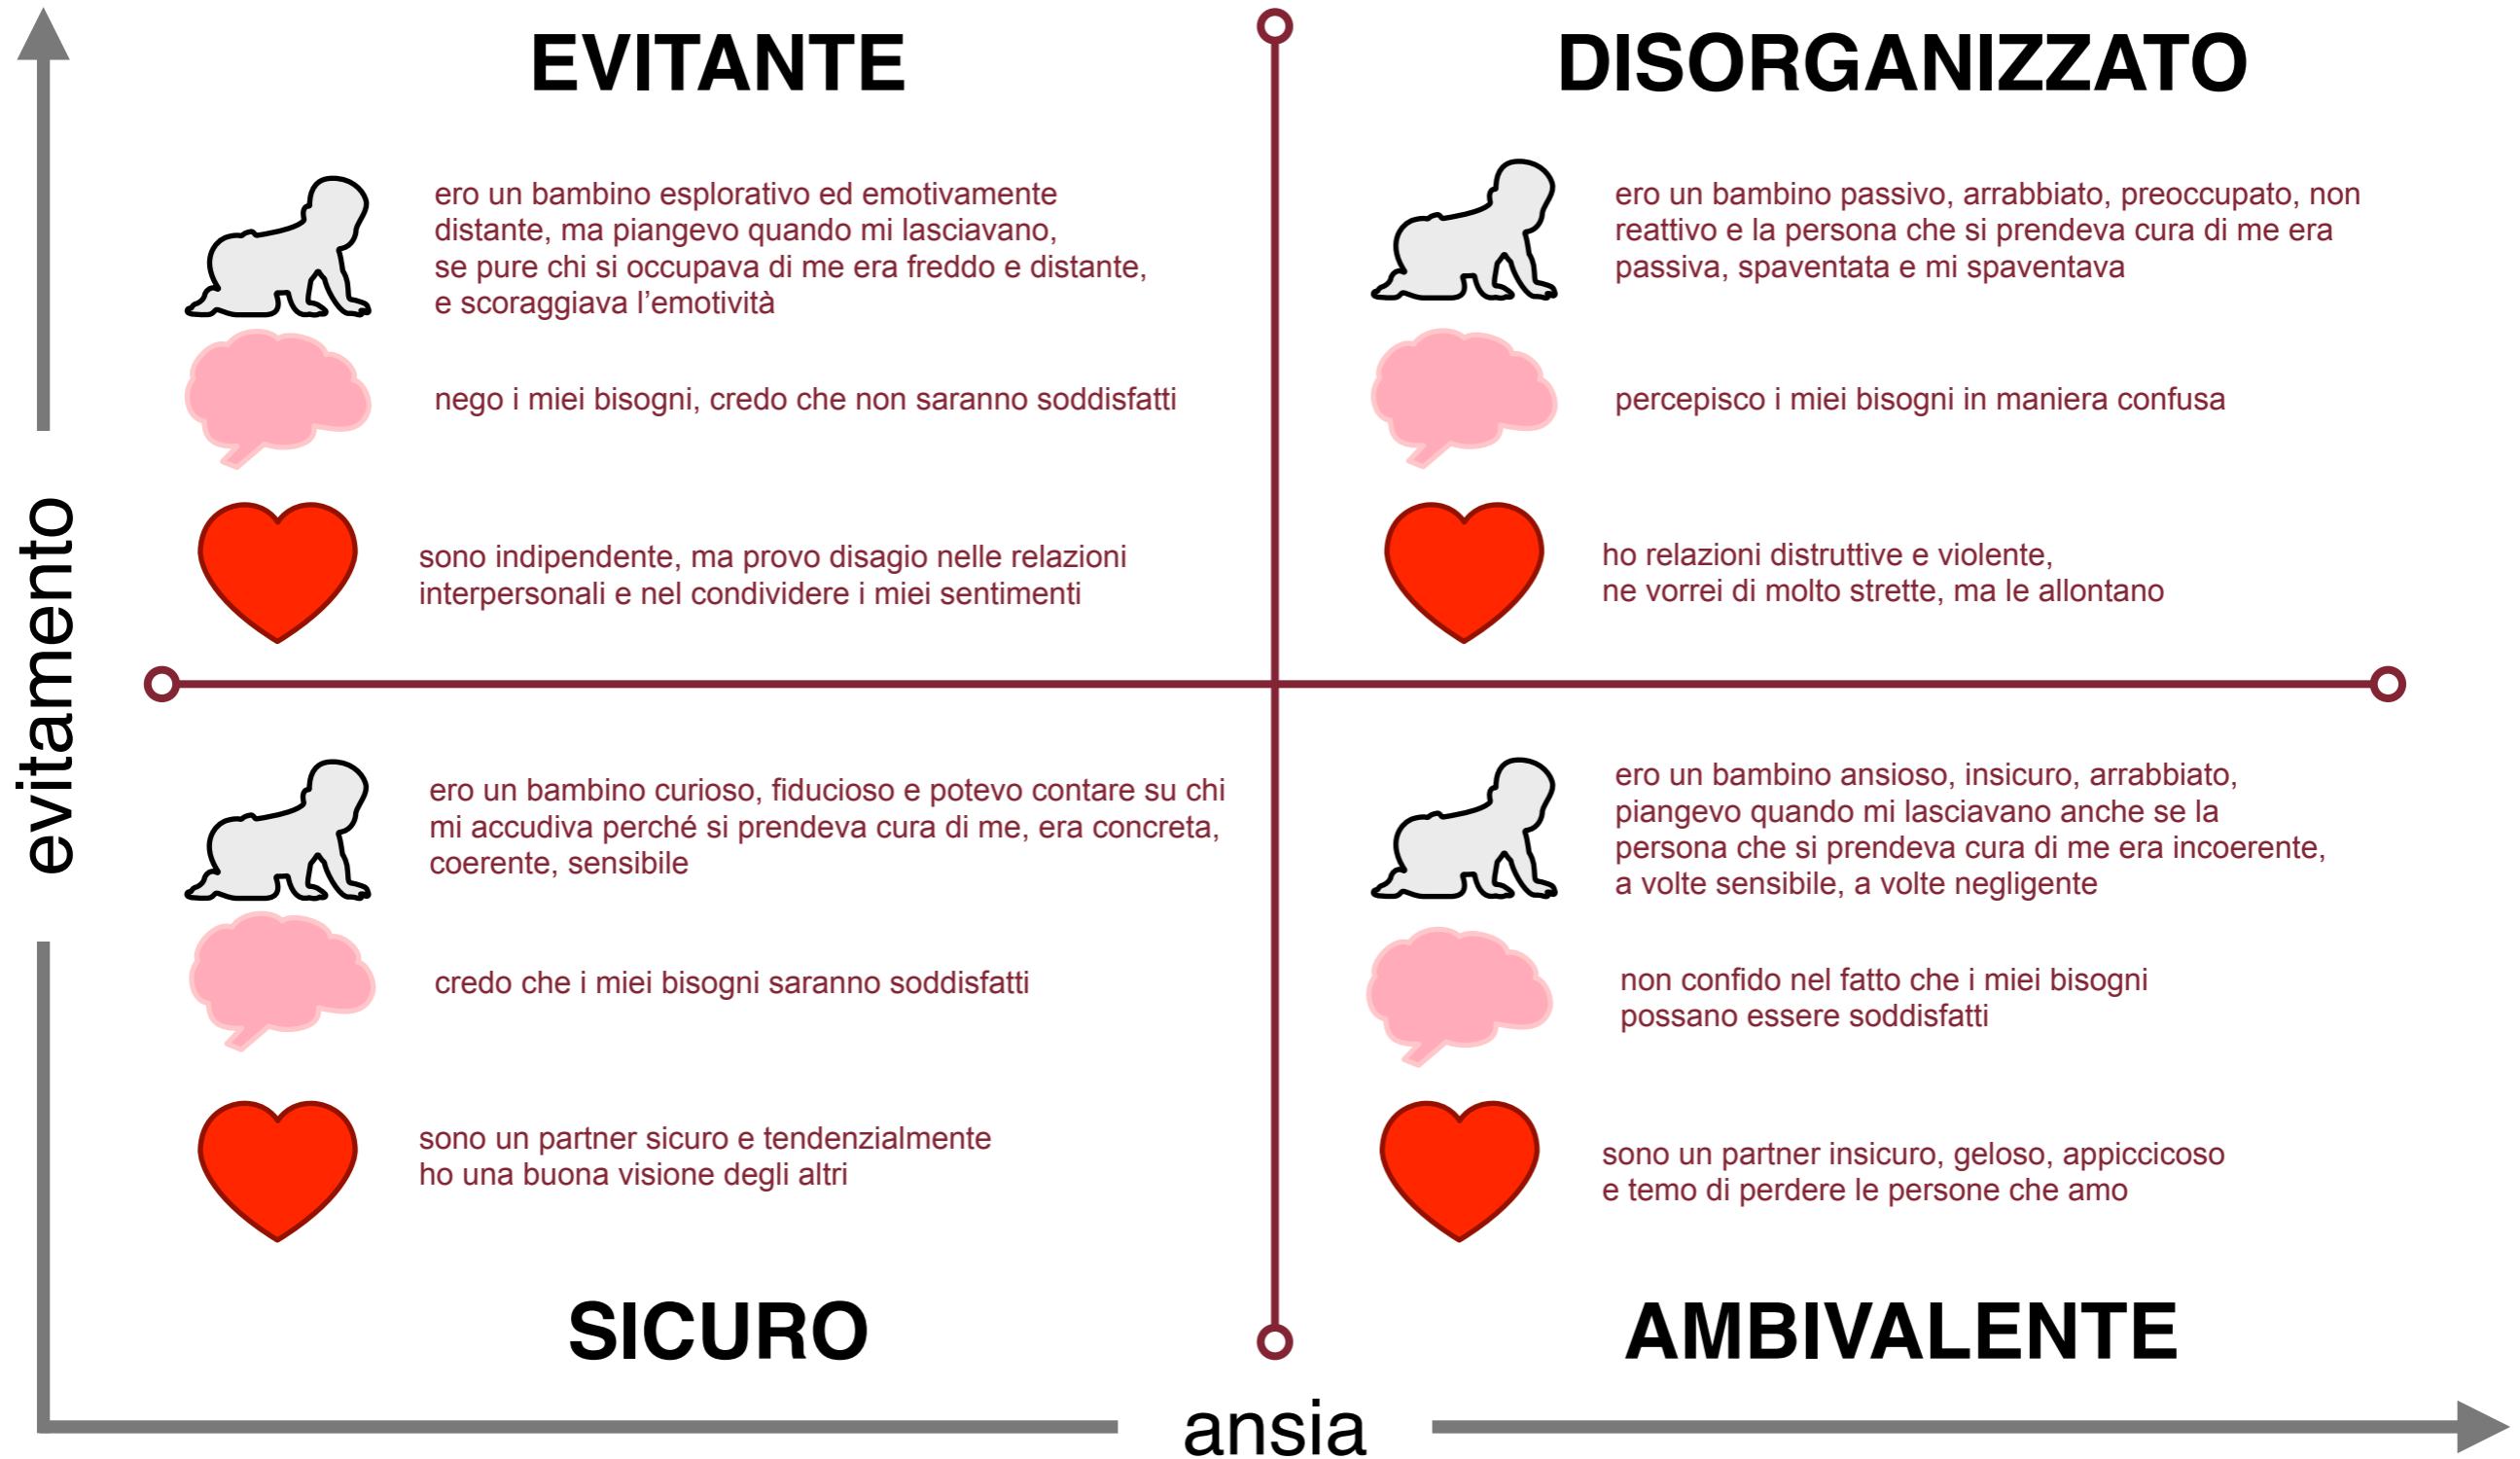 EVITANTE
ero un bambino esplorativo ed emotivamente
distante, ma piangevo quando mi lasciavano,
se pure chi si occupava di me era freddo e distante,
e scoraggiava l’emotività
nego i miei bisogni, credo che non saranno soddisfatti
sono indipendente, ma provo disagio nelle relazioni
interpersonali e nel condividere i miei sentimenti
DISORGANIZZATO
ero un bambino passivo, arrabbiato, preoccupato, non
reattivo e la persona che si prendeva cura di me era
passiva, spaventata e mi spaventava
percepisco i miei bisogni in maniera confusa
ho relazioni distruttive e violente,
ne vorrei di molto strette, ma le allontano
evitamento
ero un bambino curioso, fiducioso e potevo contare su chi
mi accudiva perché si prendeva cura di me, era concreta,
coerente, sensibile
credo che i miei bisogni saranno soddisfatti
sono un partner sicuro e tendenzialmente
ho una buona visione degli altri
SICURO
ero un bambino ansioso, insicuro, arrabbiato,
piangevo quando mi lasciavano anche se la
persona che si prendeva cura di me era incoerente,
a volte sensibile, a volte negligente
non confido nel fatto che i miei bisogni
possano essere soddisfatti
sono un partner insicuro, geloso, appiccicoso
e temo di perdere le persone che amo
AMBIVALENTE
ansia